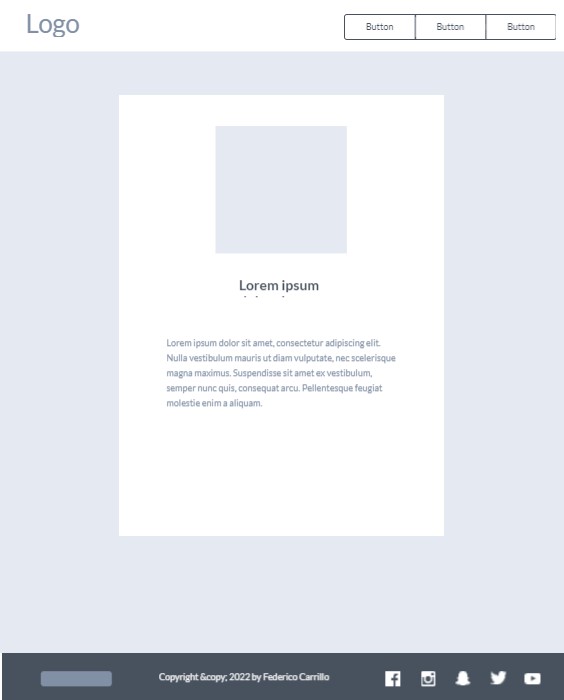 Logo
Button
Button
Button
Lorem ipsum
Lorem ipsum dolor sit amet, consectetur adipiscing elit.
Nulla vestibulum mauris ut diam vulputate, nec scelerisque
magna maximus. Suspendisse sit amet ex vestibulum,
semper nunc quis, consequat arcu. Pellentesque feugiat
molestie enim a aliquam.
Copyright &copy; 2022 by Federico Carrillo